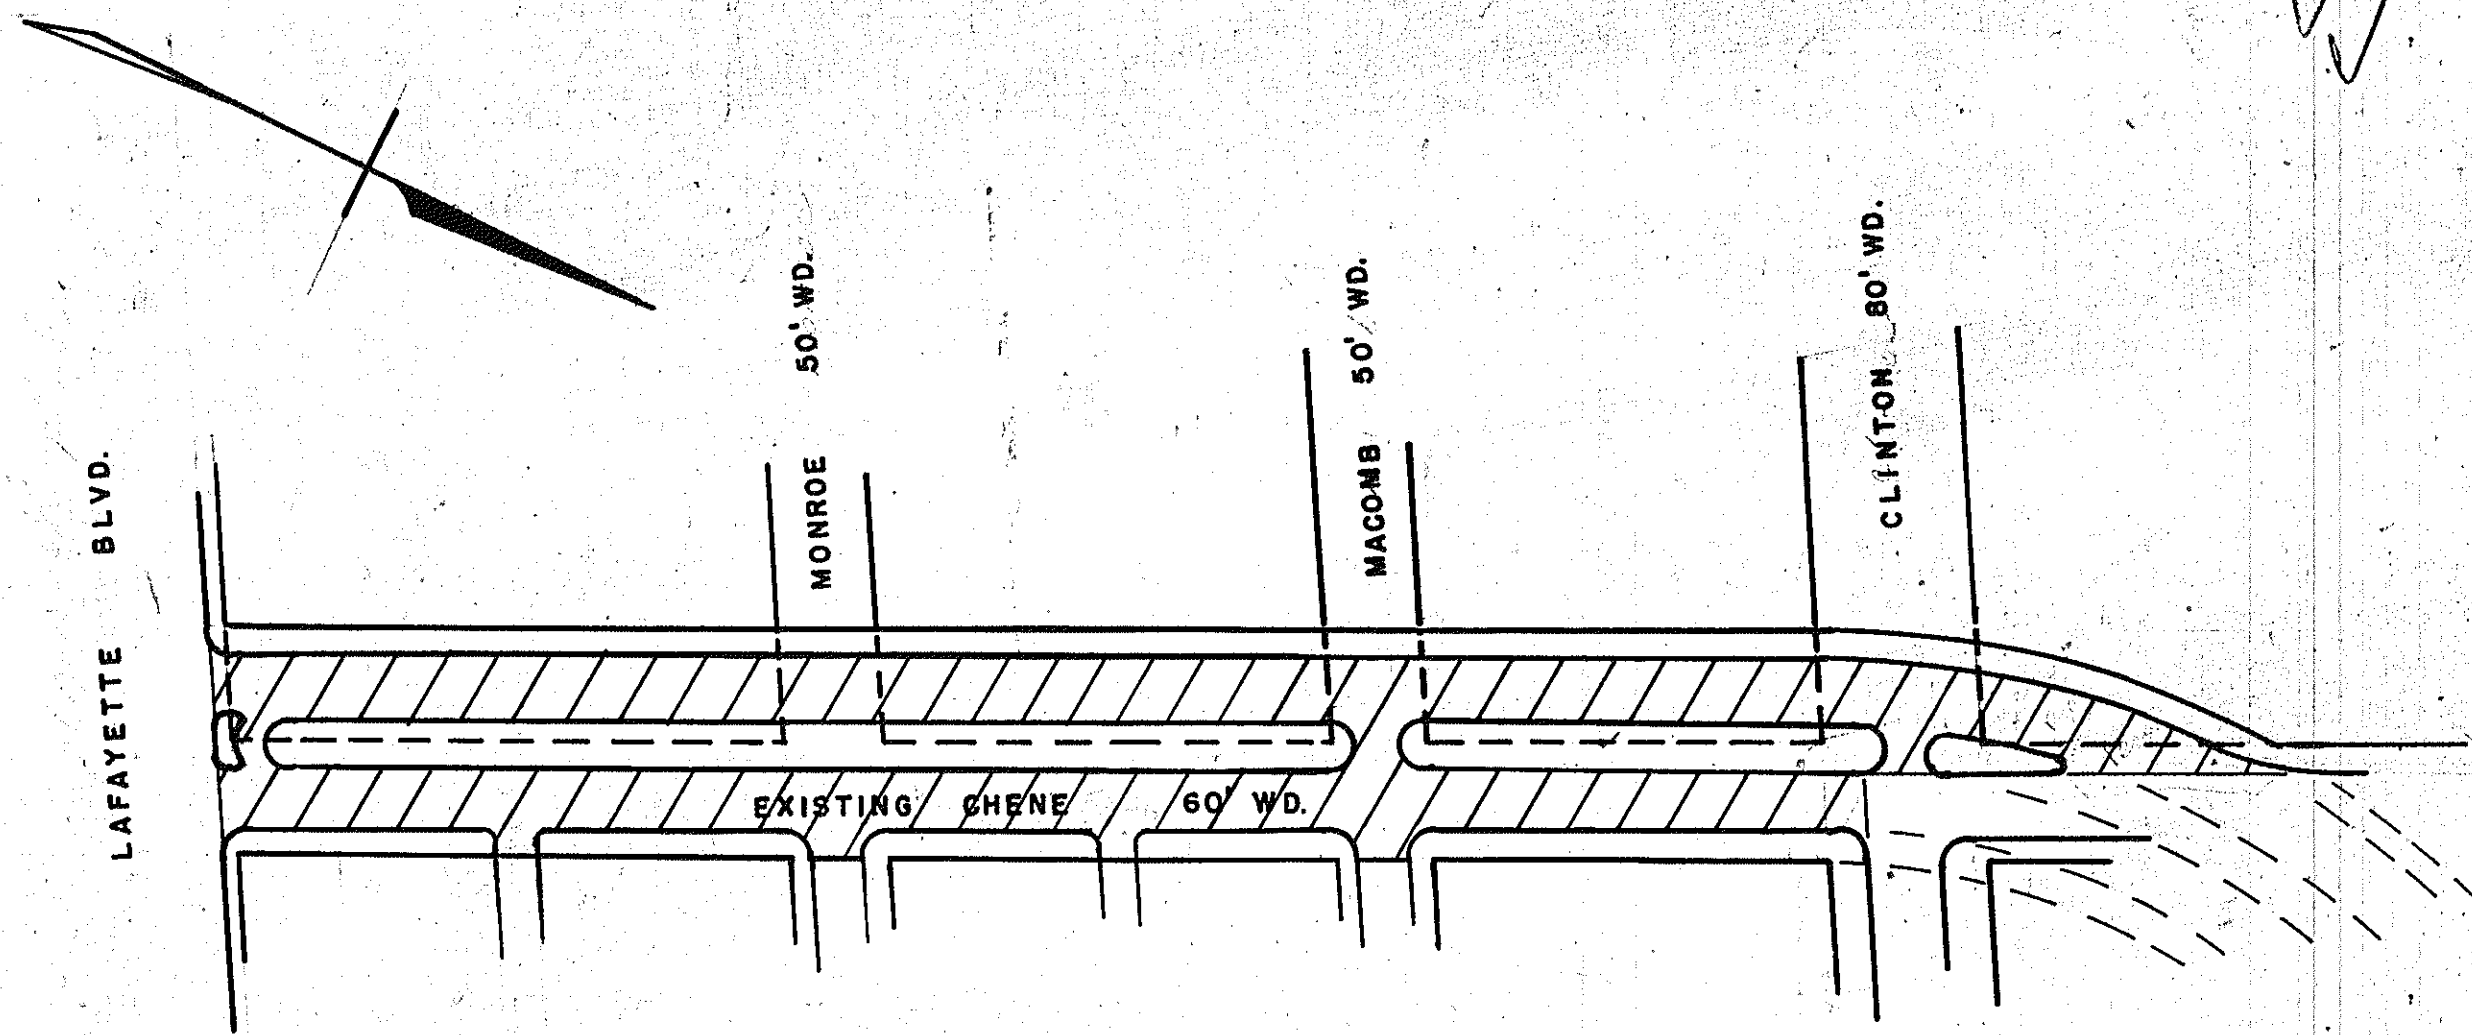 LAFAYETTE BLVD.
MONROE 50' WD.
MACOMB 50' WD.
CLINTON 80' WD.
EXISTING CHENE 60' WD.